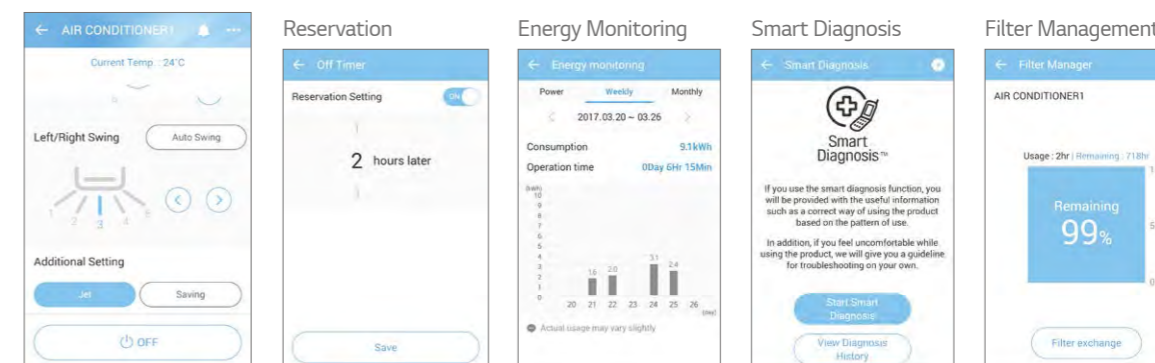 Reservation
Energy Monitoring
Smart Diagnosis
Filter Management
← AIR CONDITIONER1
Current Temp : 24°C
Left/Right Swing
Auto Swing
1 2 3 4 5
Additional Setting
Jet
Saving
OFF
← Off Timer
Reservation Setting
ON
1
2 hours later
3
← Energy monitoring
Power Weekly Monthly
< 2017.03.20 ~ 03.26 >
Consumption 9.1kWh
Operation time 0Day 6Hr 15Min
(kWh)
10
9
8
7
6
5
4
3
2
1
0
1.6 2.0 3.1 2.4
20 21 22 23 24 25 26
(day)
Actual usage may vary slightly
← Smart Diagnosis
Smart
Diagnosis™
If you use the smart diagnosis function, you
will be provided with the useful information
such as a correct way of using the product
based on the pattern of use.
In addition, if you feel uncomfortable while
using the product, we will give you a guideline
for troubleshooting on your own.
Start Smart
Diagnosis
View Diagnosis
History
← Filter Manager
AIR CONDITIONER1
Usage : 2hr | Remaining : 718hr
Remaining
99%
Filter exchange